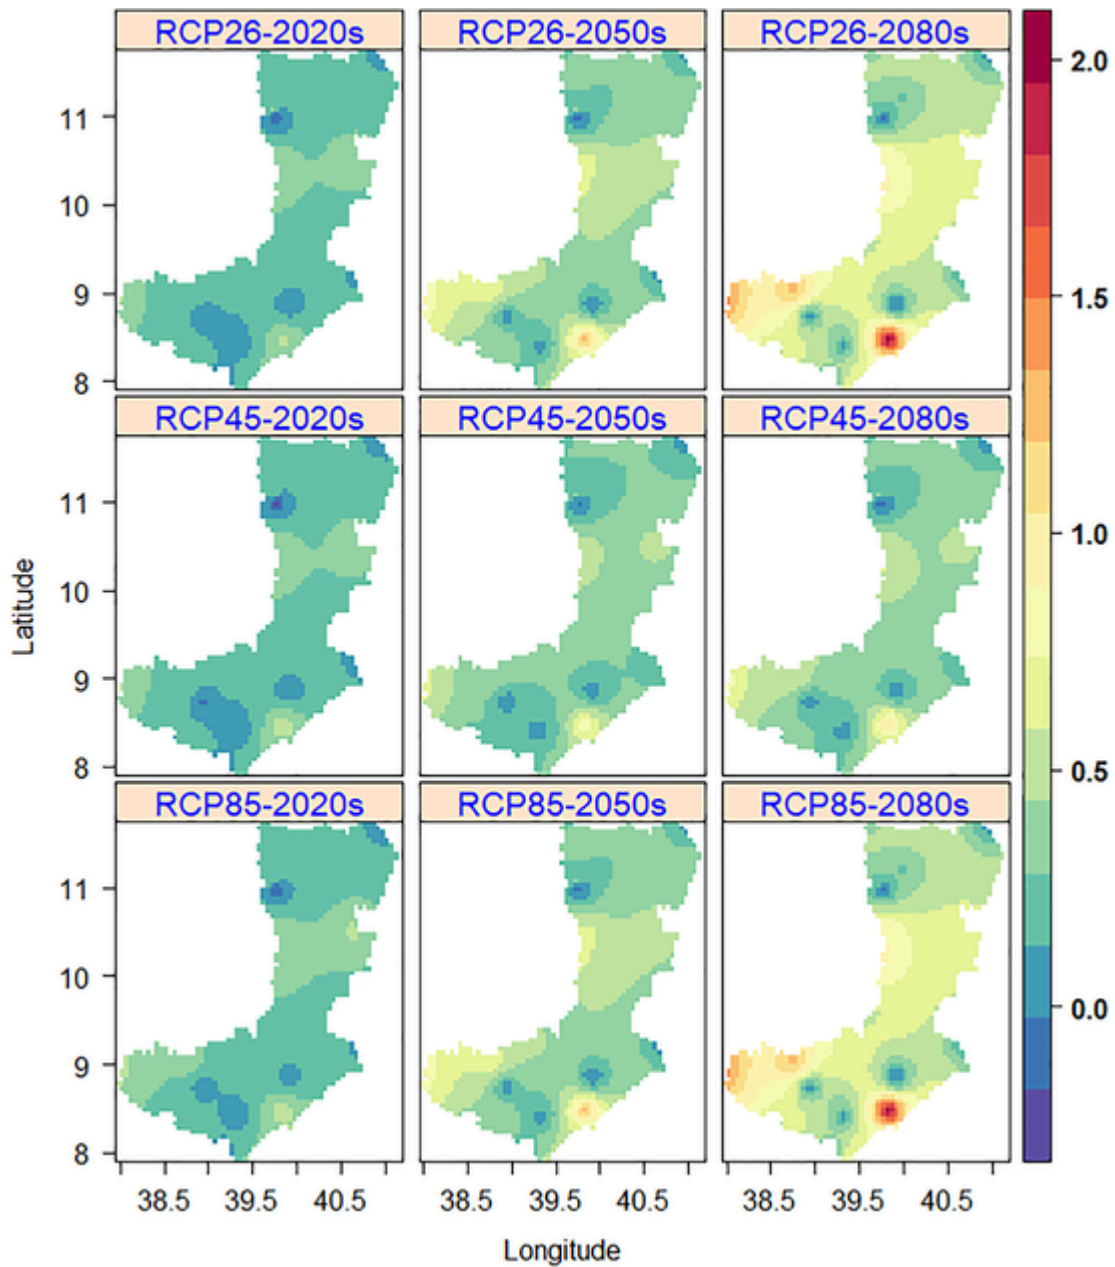 RCP26-2020s RCP26-2050s RCP26-2080s
2.0
11
10
9
8
1.5
RCP45-2020s RCP45-2050s RCP45-2080s
11
10
9
8
1.0
0.5
Latitude
RCP85-2020s RCP85-2050s RCP85-2080s
11
10
9
8
0.0
38.5 39.5 40.5 38.5 39.5 40.5 38.5 39.5 40.5
Longitude